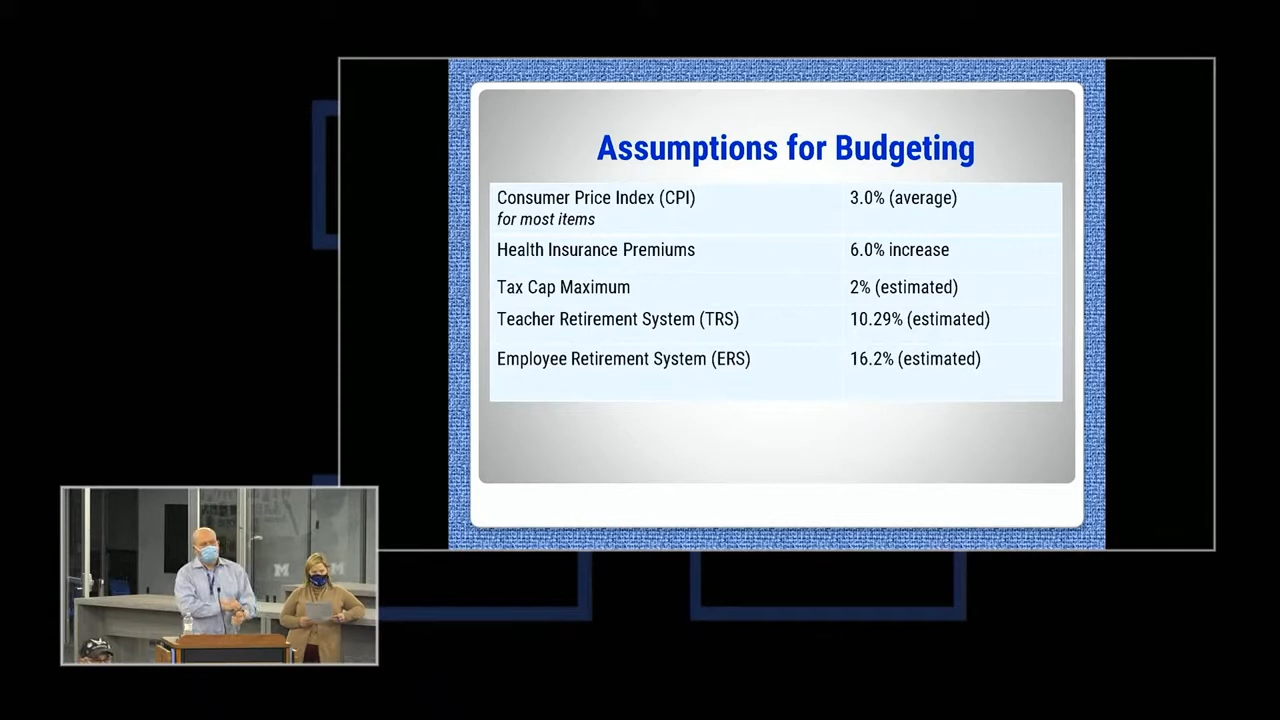 Assumptions for Budgeting
Consumer Price Index (CPI) 3.0% (average)
for most items
Health Insurance Premiums 6.0% increase
Tax Cap Maximum 2% (estimated)
Teacher Retirement System (TRS) 10.29% (estimated)
Employee Retirement System (ERS) 16.2% (estimated)
M
M